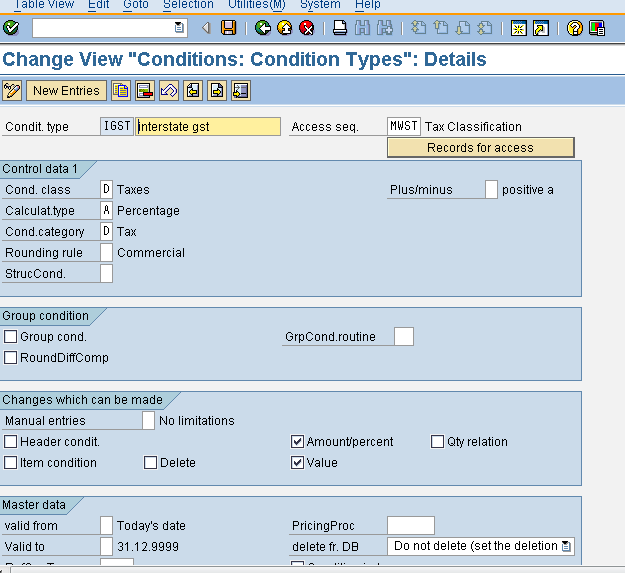 Table View Edit Goto Selection Utilities(M) System Help
Change View "Conditions: Condition Types": Details
New Entries
Condit. type IGST interstate gst Access seq. MWST Tax Classification
Records for access
Control data 1
Cond. class D Taxes Plus/minus positive a
Calculat.type A Percentage
Cond.category D Tax
Rounding rule Commercial
StrucCond.
Group condition
Group cond. GrpCond.routine
RoundDiffComp
Changes which can be made
Manual entries No limitations
Header condit. Amount/percent Qty relation
Item condition Delete Value
Master data
valid from Today's date PricingProc
Valid to 31.12.9999 delete fr. DB Do not delete (set the deletion